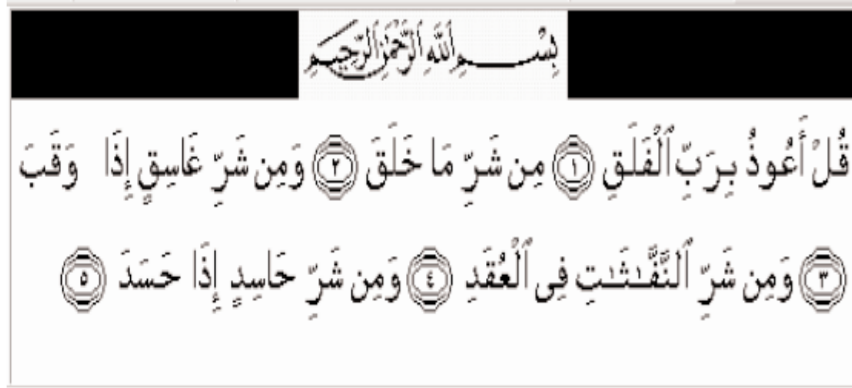 بِسْمِ ٱللَّهِ ٱلرَّحْمَٰنِ ٱلرَّحِيمِ
قُلْ أَعُوذُ بِرَبِّ ٱلْفَلَقِ ١ مِن شَرِّ مَا خَلَقَ ٢ وَمِن شَرِّ غَاسِقٍ إِذَا وَقَبَ
٣ وَمِن شَرِّ ٱلنَّفَّـٰثَـٰتِ فِى ٱلْعُقَدِ ٤ وَمِن شَرِّ حَاسِدٍ إِذَا حَسَدَ ٥